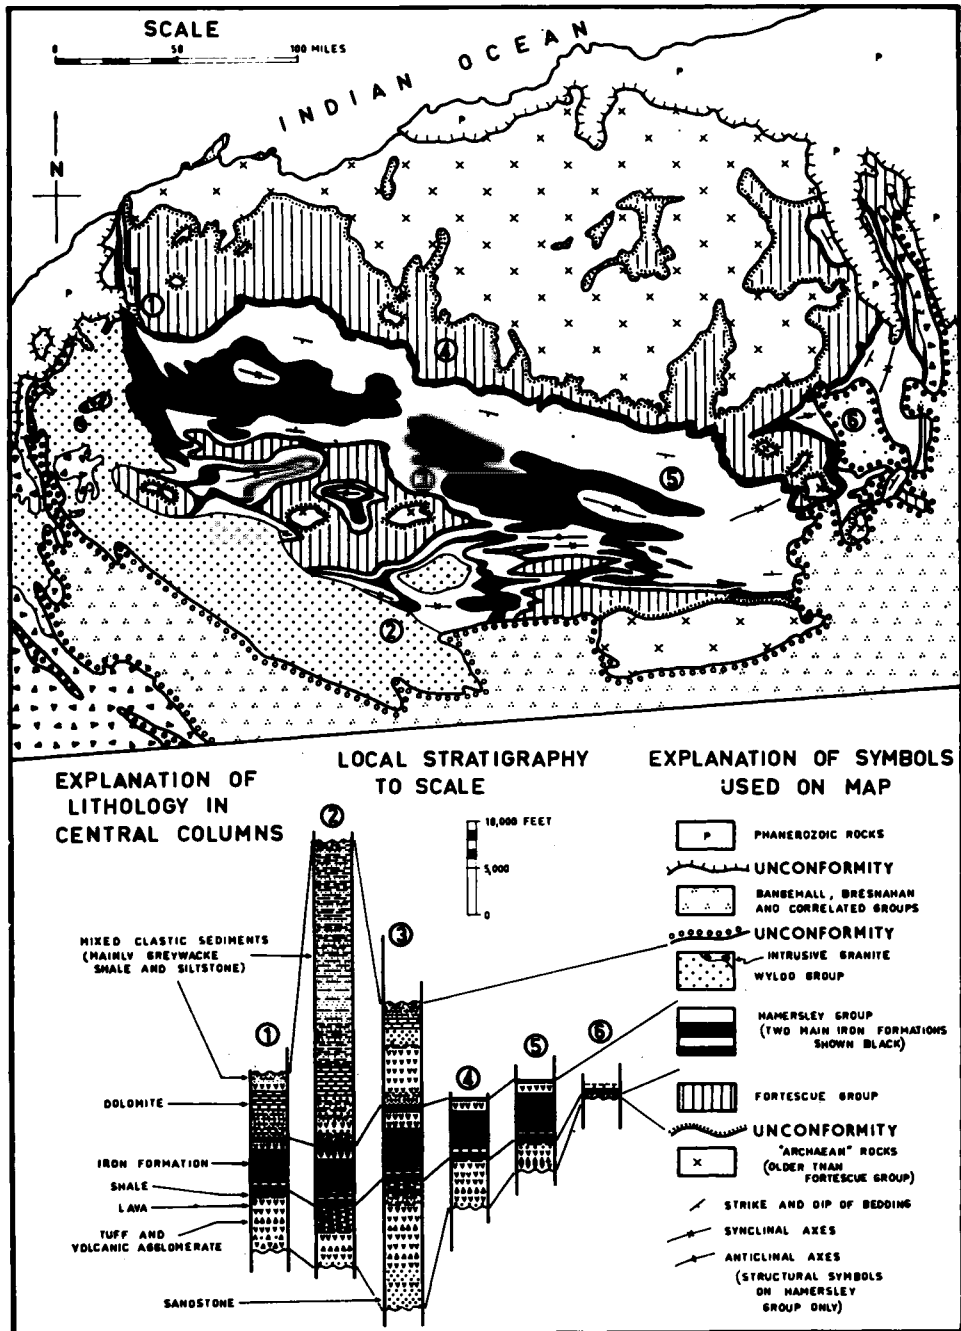 SCALE
0 50 100 MILES
INDIAN OCEAN
N
P
P
P
P
P
P
P
1
4
5
6
2
EXPLANATION OF
LITHOLOGY IN
CENTRAL COLUMNS
LOCAL STRATIGRAPHY
TO SCALE
10,000 FEET
5,000
0
1
2
3
4
5
6
MIXED CLASTIC SEDIMENTS
(MAINLY GREYWACKE
SHALE AND SILTSTONE)
DOLOMITE
IRON FORMATION
SHALE
LAVA
TUFF AND
VOLCANIC AGGLOMERATE
SANDSTONE
EXPLANATION OF SYMBOLS
USED ON MAP
P PHANEROZOIC ROCKS
UNCONFORMITY
BANGEMALL, BRESNAHAN
AND CORRELATED GROUPS
UNCONFORMITY
INTRUSIVE GRANITE
WYLOO GROUP
HAMERSLEY GROUP
(TWO MAIN IRON FORMATIONS
SHOWN BLACK)
FORTESCUE GROUP
UNCONFORMITY
"ARCHAEAN" ROCKS
(OLDER THAN
FORTESCUE GROUP)
STRIKE AND DIP OF BEDDING
SYNCLINAL AXES
ANTICLINAL AXES
(STRUCTURAL SYMBOLS
ON HAMERSLEY
GROUP ONLY)